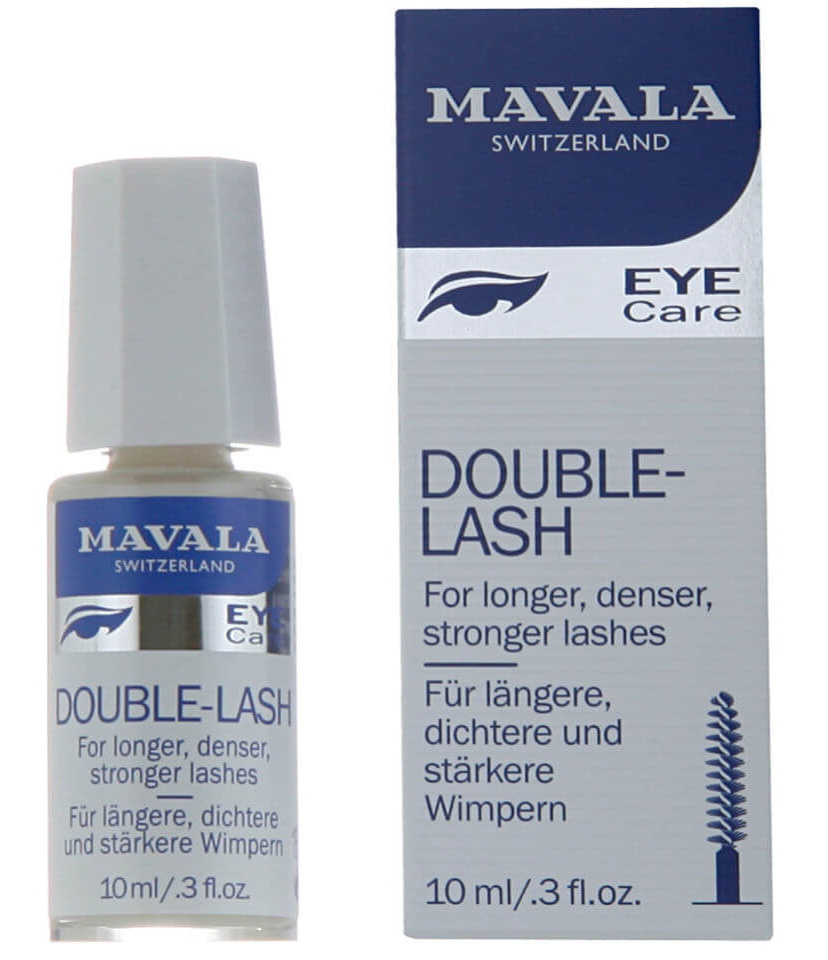 MAVALA
SWITZERLAND
EYE
Care
DOUBLE-LASH
For longer, denser,
stronger lashes
Für längere, dichtere
und stärkere Wimpern
10 ml/.3 fl.oz.
MAVALA
SWITZERLAND
EYE
Care
DOUBLE-
LASH
For longer, denser,
stronger lashes
Für längere,
dichtere und
stärkere
Wimpern
10 ml/.3 fl.oz.